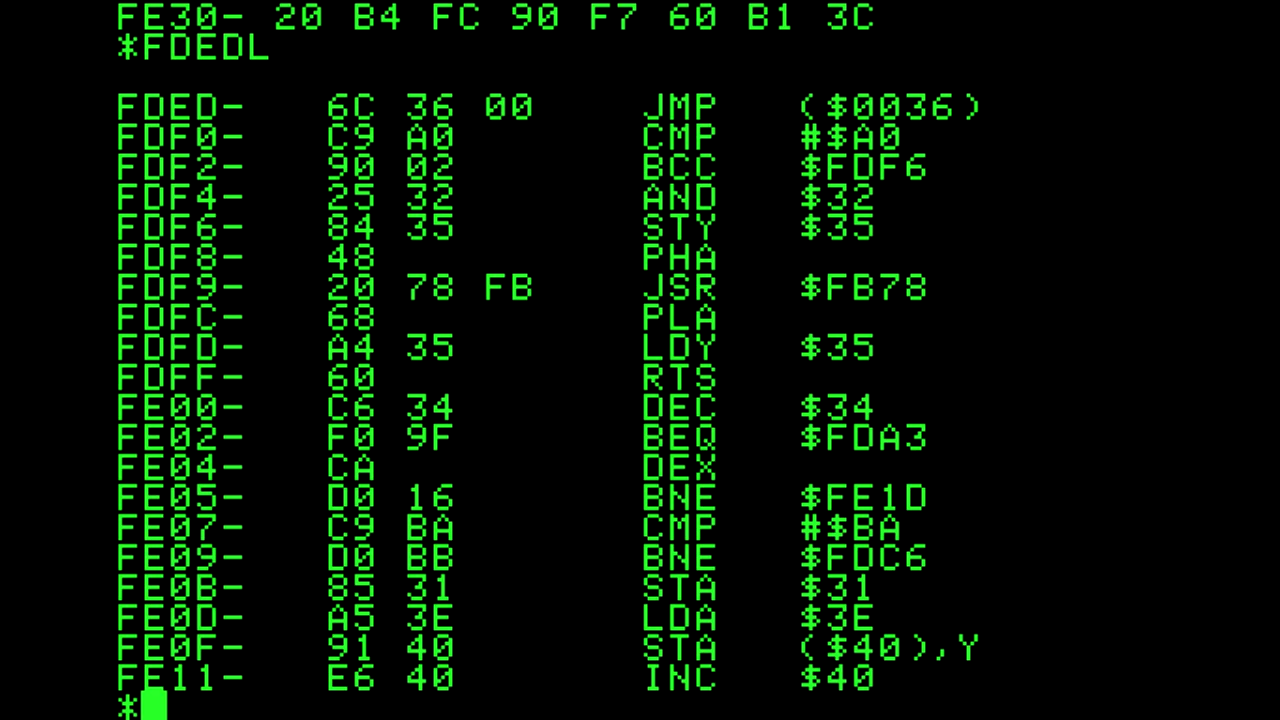 FE30- 20 B4 FC 90 F7 60 B1 3C
*FDEDL
FDED- 6C 36 00 JMP ($0036)
FDF0- C9 A0 CMP #$A0
FDF2- 90 02 BCC $FDF6
FDF4- 25 32 AND $32
FDF6- 84 35 STY $35
FDF8- 48 PHA
FDF9- 20 78 FB JSR $FB78
FDFC- 68 PLA
FDFD- A4 35 LDY $35
FDFF- 60 RTS
FE00- C6 34 DEC $34
FE02- F0 9F BEQ $FDA3
FE04- CA DEX
FE05- D0 16 BNE $FE1D
FE07- C9 BA CMP #$BA
FE09- D0 BB BNE $FDC6
FE0B- 85 31 STA $31
FE0D- A5 3E LDA $3E
FE0F- 91 40 STA ($40),Y
FE11- E6 40 INC $40
*